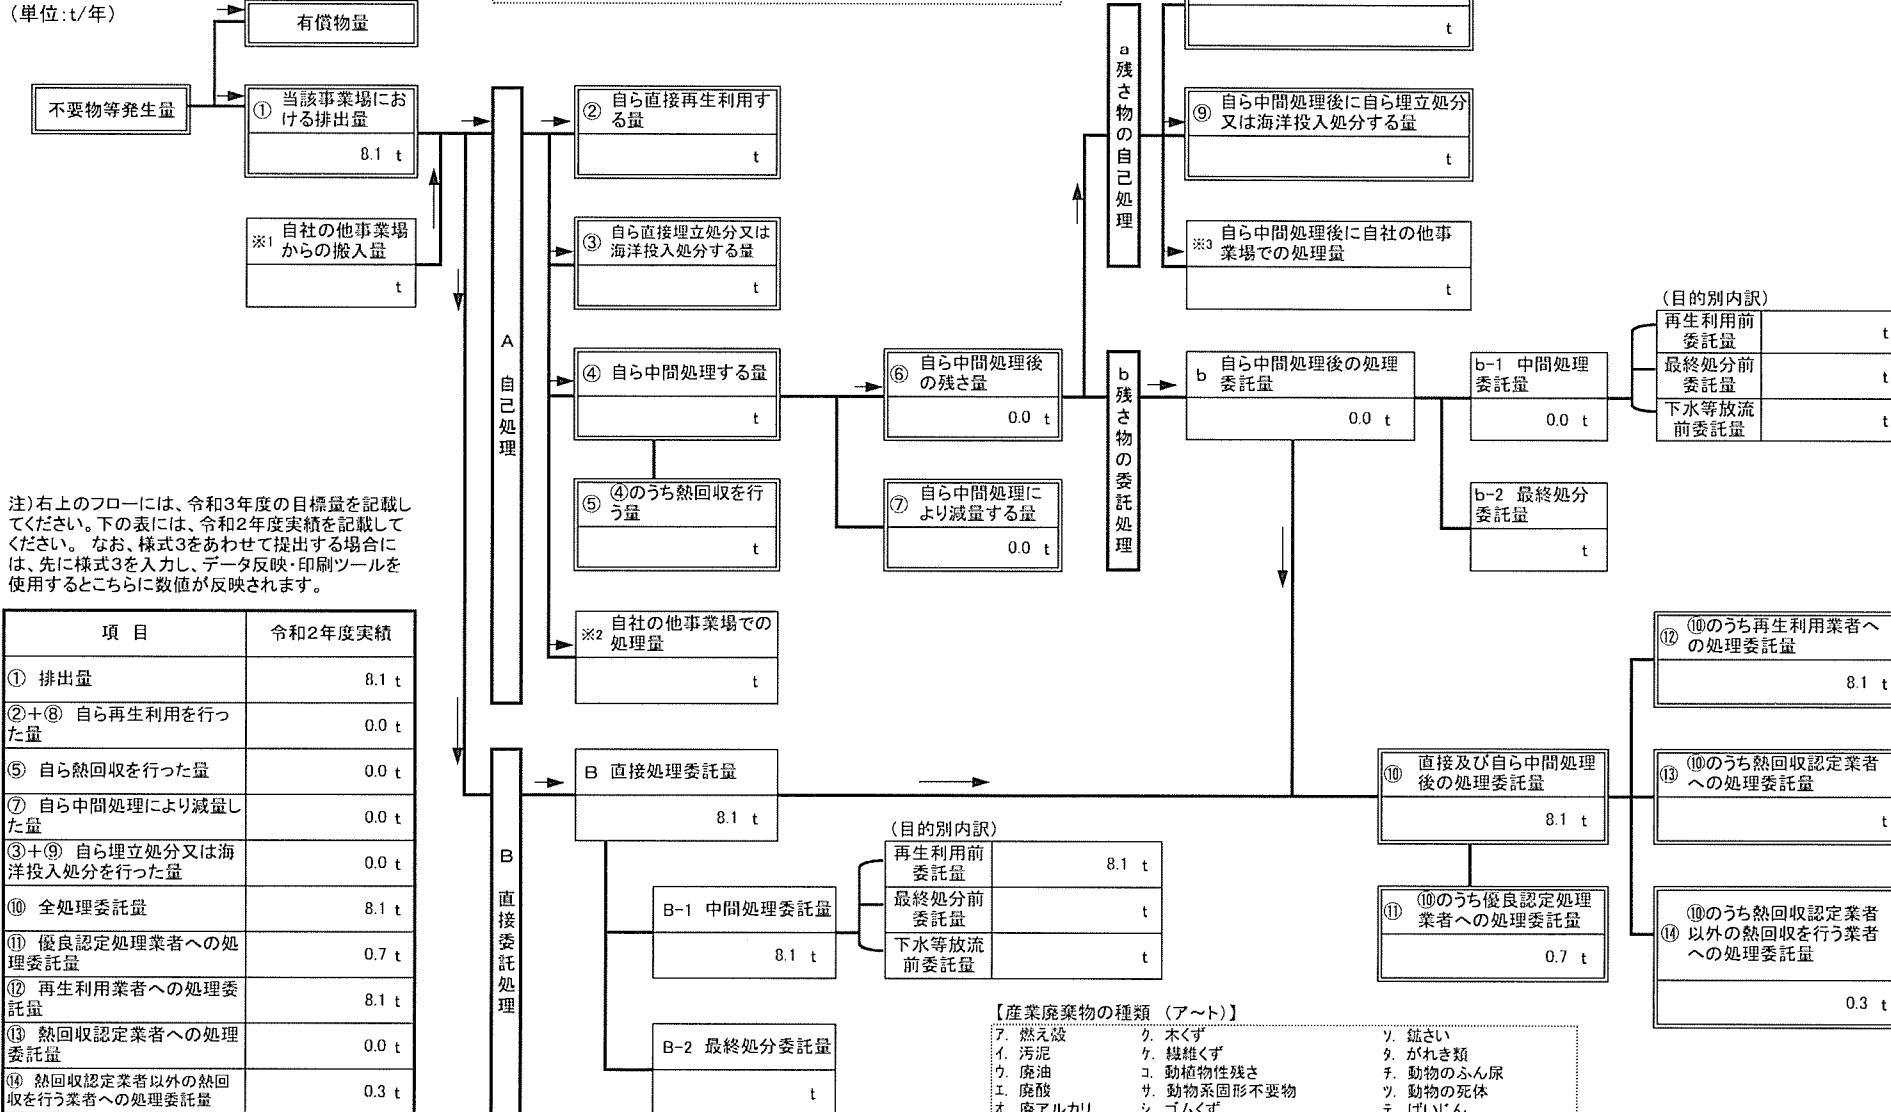 (単位:t/年)
有償物量
不要物等発生量
① 当該事業場にお
ける排出量
8.1 t
※1 自社の他事業場
からの搬入量
t
A 自己処理
② 自ら直接再生利用す
る量
t
③ 自ら直接埋立処分又は
海洋投入処分する量
t
④ 自ら中間処理する量
t
⑤ ④のうち熱回収を行
う量
t
※2 自社の他事業場での
処理量
t
⑥ 自ら中間処理後
の残さ量
0.0 t
⑦ 自ら中間処理に
より減量する量
0.0 t
a残さ物の自己処理
t
⑨ 自ら中間処理後に自ら埋立処分
又は海洋投入処分する量
t
※3 自ら中間処理後に自社の他事
業場での処理量
t
b残さ物の委託処理
b 自ら中間処理後の処理
委託量
0.0 t
b-1 中間処理
委託量
0.0 t
b-2 最終処分
委託量
t
(目的別内訳)
再生利用前
委託量
t
最終処分前
委託量
t
下水等放流
前委託量
t
注)右上のフローには、令和3年度の目標量を記載し
てください。下の表には、令和2年度実績を記載して
ください。 なお、様式3をあわせて提出する場合に
は、先に様式3を入力し、データ反映・印刷ツールを
使用するとこちらに数値が反映されます。
項 目 令和2年度実績
① 排出量 8.1 t
②+⑧ 自ら再生利用を行っ
た量 0.0 t
⑤ 自ら熱回収を行った量 0.0 t
⑦ 自ら中間処理により減量し
た量 0.0 t
③+⑨ 自ら埋立処分又は海
洋投入処分を行った量 0.0 t
⑩ 全処理委託量 8.1 t
⑪ 優良認定処理業者への処
理委託量 0.7 t
⑫ 再生利用業者への処理委
託量 8.1 t
⑬ 熱回収認定業者への処理
委託量 0.0 t
⑭ 熱回収認定業者以外の熱回
収を行う業者への処理委託量 0.3 t
B 直接委託処理
B 直接処理委託量
8.1 t
B-1 中間処理委託量
8.1 t
B-2 最終処分委託量
t
(目的別内訳)
再生利用前
委託量
8.1 t
最終処分前
委託量
t
下水等放流
前委託量
t
⑩ 直接及び自ら中間処理
後の処理委託量
8.1 t
⑪ ⑩のうち優良認定処理
業者への処理委託量
0.7 t
⑫ ⑩のうち再生利用業者へ
の処理委託量
8.1 t
⑬ ⑩のうち熱回収認定業者
への処理委託量
t
⑭ ⑩のうち熱回収認定業者
以外の熱回収を行う業者
への処理委託量
0.3 t
【産業廃棄物の種類 (ア〜ト)】
ア. 燃え殻 ク. 木くず ソ. 鉱さい
イ. 汚泥 ケ. 繊維くず タ. がれき類
ウ. 廃油 コ. 動植物性残さ チ. 動物のふん尿
エ. 廃酸 サ. 動物系固形不要物 ツ. 動物の死体
オ. 廃アルカリ シ. ゴムくず テ. ばいじん